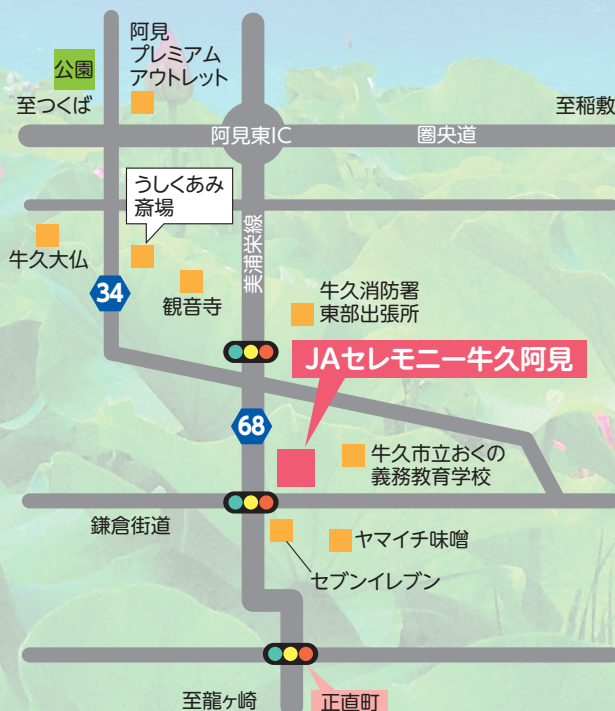 阿見
プレミアム
アウトレット
公園
至つくば
至稲敷
阿見東IC
圏央道
うしくあみ
斎場
美浦栄線
牛久大仏
34
観音寺
牛久消防署
東部出張所
JAセレモニー牛久阿見
68
牛久市立おくの
義務教育学校
鎌倉街道
ヤマイチ味噌
セブンイレブン
至龍ヶ崎
正直町